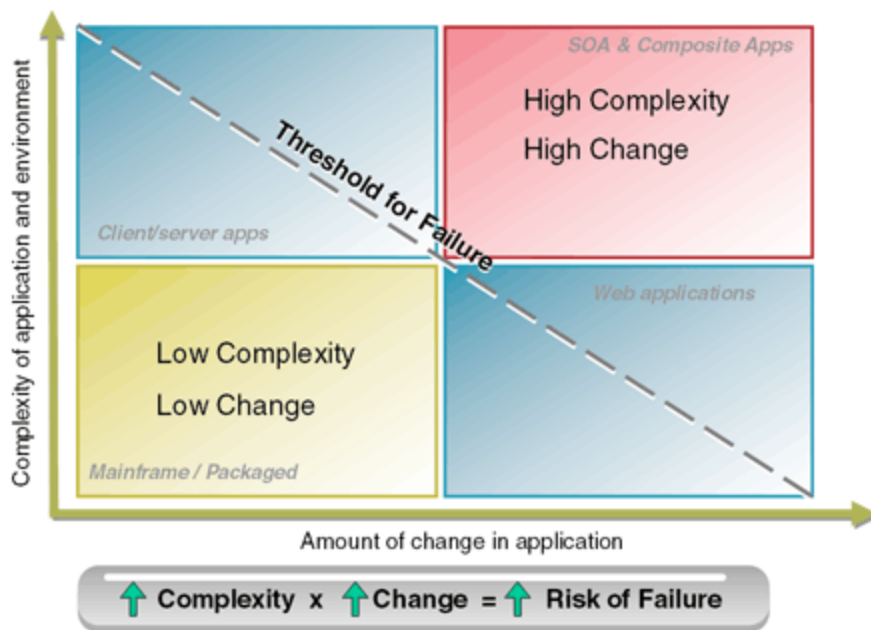 Complexity of application and environment
SOA & Composite Apps
High Complexity
High Change
Threshold for Failure
Client/server apps
Web applications
Low Complexity
Low Change
Mainframe / Packaged
Amount of change in application
Complexity x Change = Risk of Failure